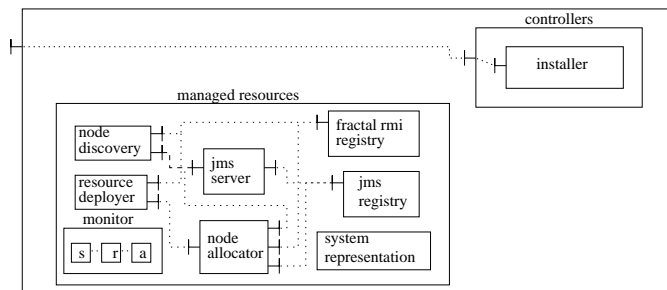 controllers
installer
managed resources
node
discovery
fractal rmi
registry
jms
server
resource
deployer
jms
registry
monitor
s r a
node
allocator
system
representation